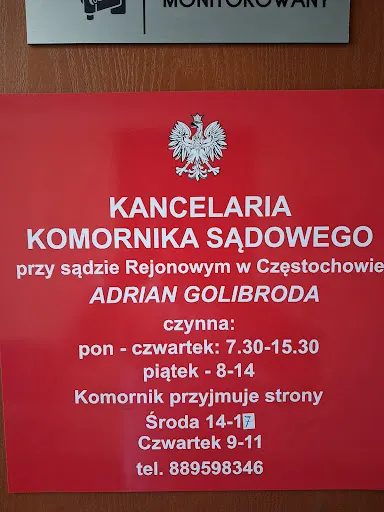 MONITOROWANY
KANCELARIA
KOMORNIKA SĄDOWEGO
przy sądzie Rejonowym w Częstochowie
ADRIAN GOLIBRODA
czynna:
pon - czwartek: 7.30-15.30
piątek - 8-14
Komornik przyjmuje strony
Środa 14-17
Czwartek 9-11
tel. 889598346